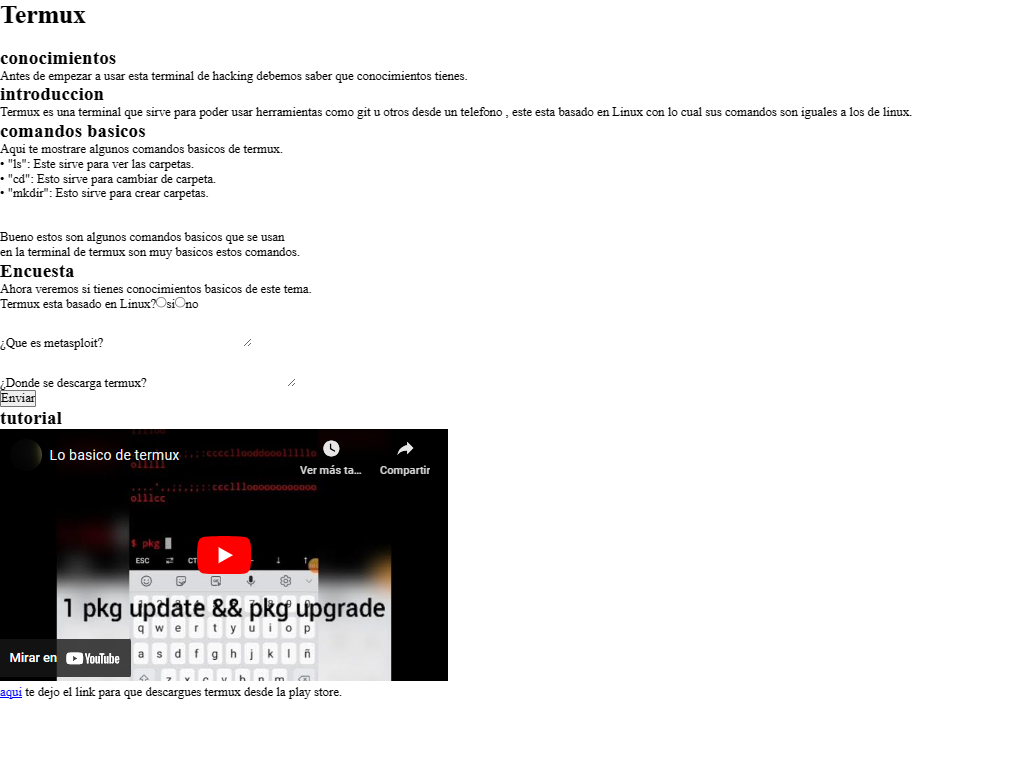 Termux
conocimientos
Antes de empezar a usar esta terminal de hacking debemos saber que conocimientos tienes.
introduccion
Termux es una terminal que sirve para poder usar herramientas como git u otros desde un telefono , este esta basado en Linux con lo cual sus comandos son iguales a los de linux.
comandos basicos
Aqui te mostrare algunos comandos basicos de termux.
• "ls": Este sirve para ver las carpetas.
• "cd": Esto sirve para cambiar de carpeta.
• "mkdir": Esto sirve para crear carpetas.
Bueno estos son algunos comandos basicos que se usan
en la terminal de termux son muy basicos estos comandos.
Encuesta
Ahora veremos si tienes conocimientos basicos de este tema.
Termux esta basado en Linux? si no
¿Que es metasploit?
¿Donde se descarga termux?
Enviar
tutorial
Lo basico de termux
Ver más ta...
Compartir
olllll
olllcc
$ pkg
ESC
1 pkg update && pkg upgrade
q w e r t y u i o p
a s d f g h j k l ñ
Mirar en YouTube
aqui te dejo el link para que descargues termux desde la play store.